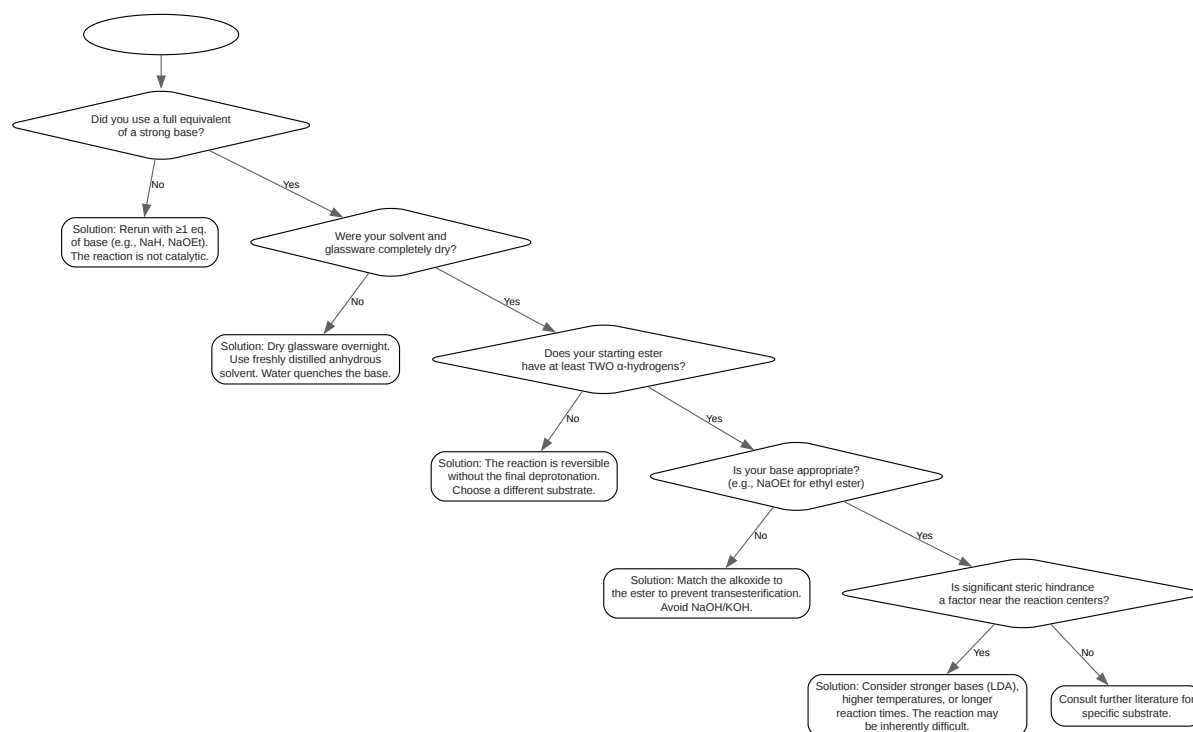 Did you use a full equivalent
of a strong base?
No
Yes
Solution: Rerun with ≥1 eq.
of base (e.g., NaH, NaOEt).
The reaction is not catalytic.
Were your solvent and
glassware completely dry?
No
Yes
Solution: Dry glassware overnight.
Use freshly distilled anhydrous
solvent. Water quenches the base.
Does your starting ester
have at least TWO α-hydrogens?
No
Yes
Solution: The reaction is reversible
without the final deprotonation.
Choose a different substrate.
Is your base appropriate?
(e.g., NaOEt for ethyl ester)
No
Yes
Solution: Match the alkoxide to
the ester to prevent transesterification.
Avoid NaOH/KOH.
Is significant steric hindrance
a factor near the reaction centers?
Yes
No
Solution: Consider stronger bases (LDA),
higher temperatures, or longer
reaction times. The reaction may
be inherently difficult.
Consult further literature for
specific substrate.